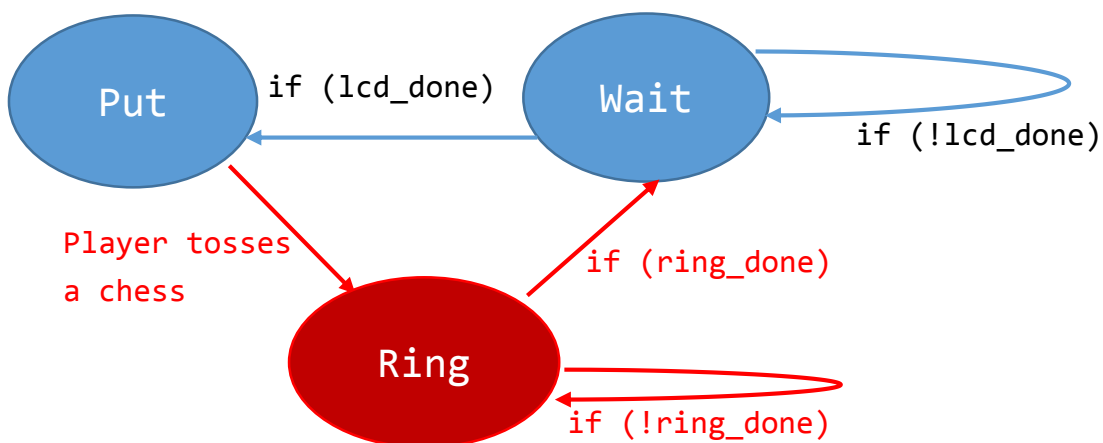 Put
if (lcd_done)
Wait
if (!lcd_done)
Player tosses
a chess
if (ring_done)
Ring
if (!ring_done)